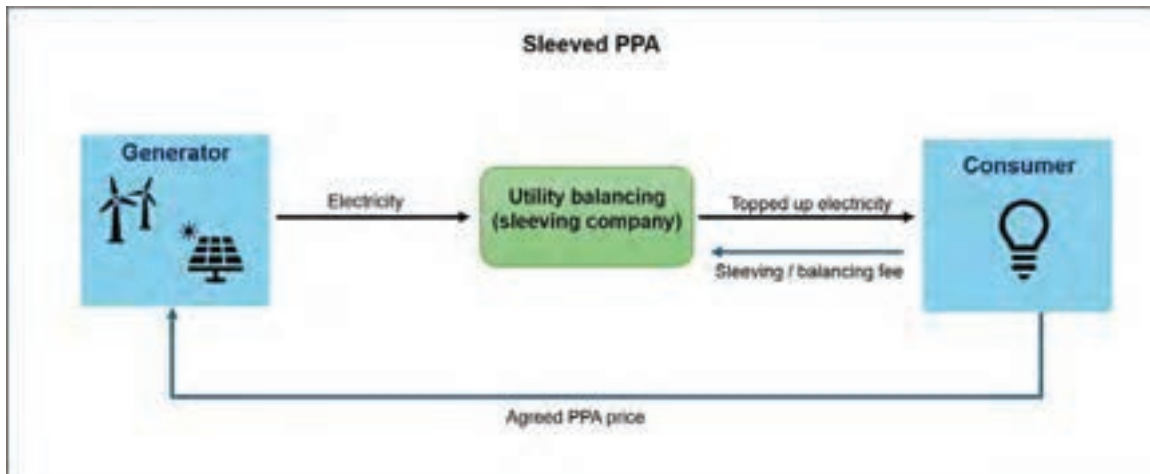 Sleeved PPA
Generator
Electricity
Utility balancing
(sleeving company)
Topped up electricity
Sleeving / balancing fee
Consumer
Agreed PPA price